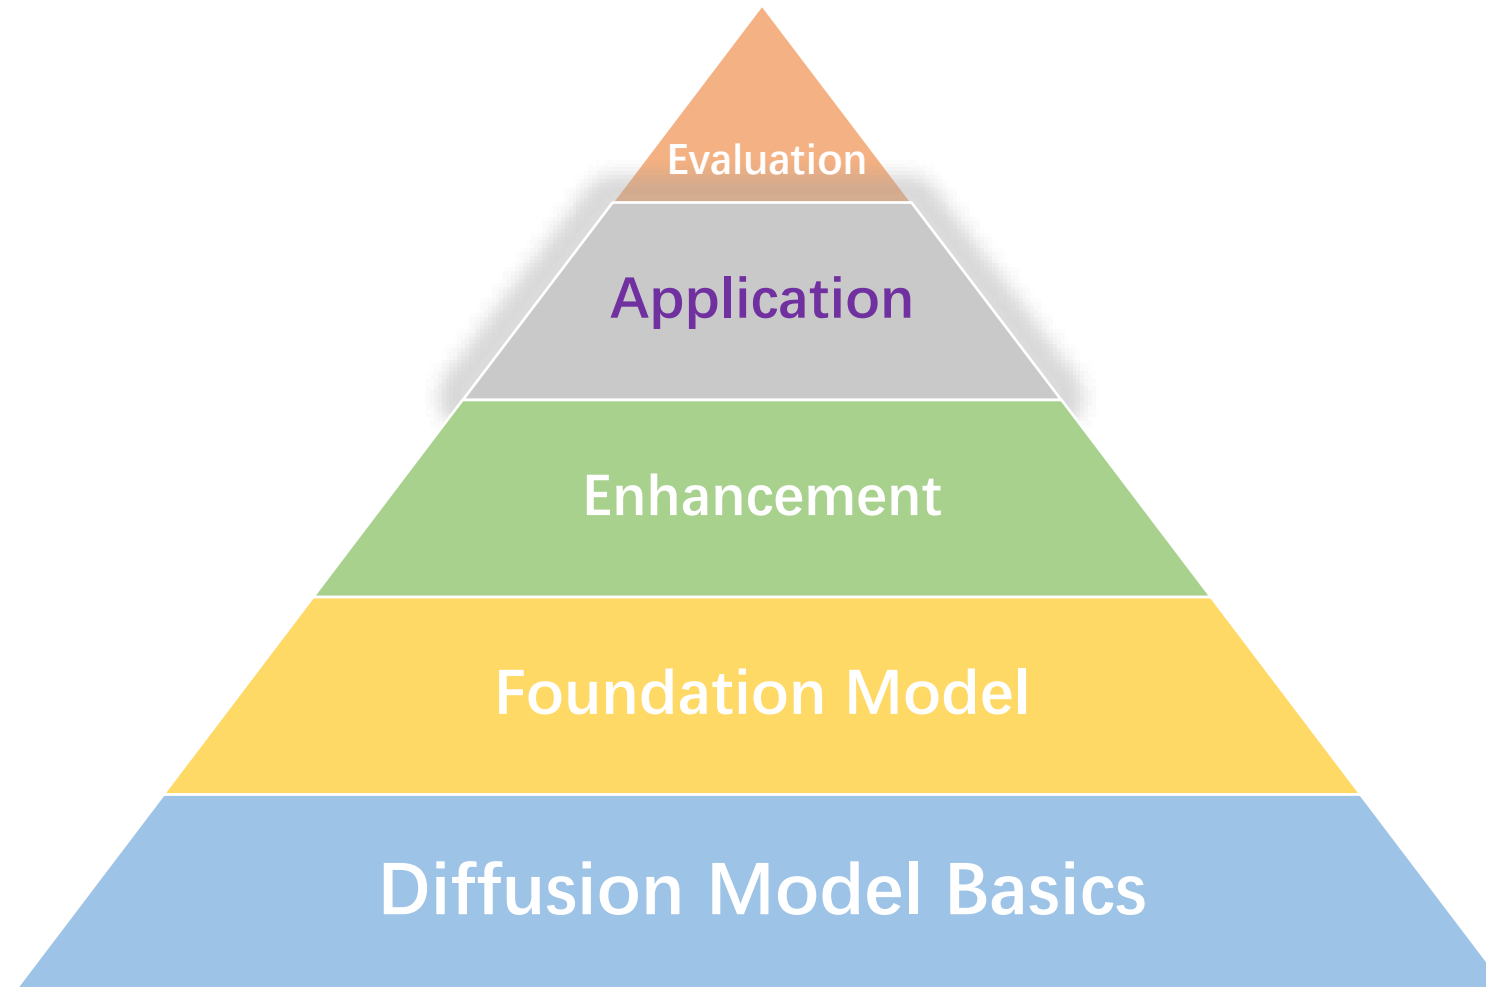 Evaluation
Application
Enhancement
Foundation Model
Diffusion Model Basics